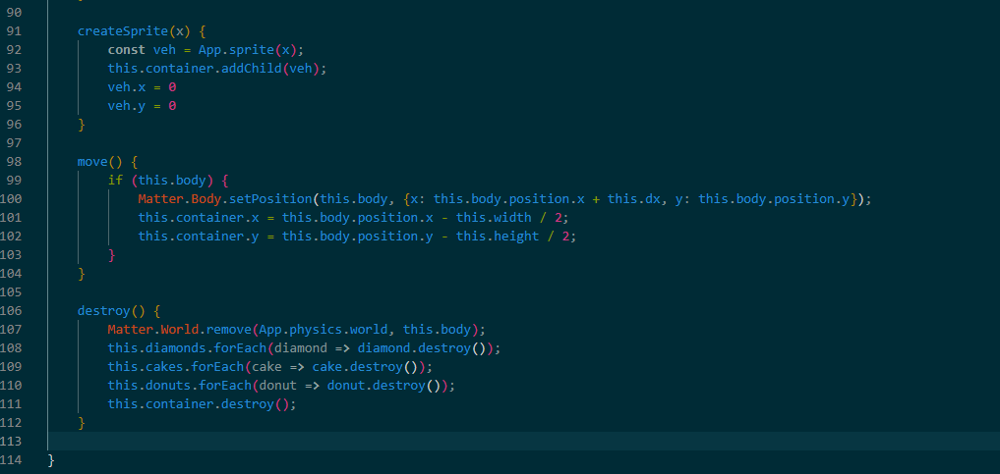 90
91 createSprite(x) {
92 const veh = App.sprite(x);
93 this.container.addChild(veh);
94 veh.x = 0
95 veh.y = 0
96 }
97
98 move() {
99 if (this.body) {
100 Matter.Body.setPosition(this.body, {x: this.body.position.x + this.dx, y: this.body.position.y});
101 this.container.x = this.body.position.x - this.width / 2;
102 this.container.y = this.body.position.y - this.height / 2;
103 }
104 }
105
106 destroy() {
107 Matter.World.remove(App.physics.world, this.body);
108 this.diamonds.forEach(diamond => diamond.destroy());
109 this.cakes.forEach(cake => cake.destroy());
110 this.donuts.forEach(donut => donut.destroy());
111 this.container.destroy();
112 }
113
114 }